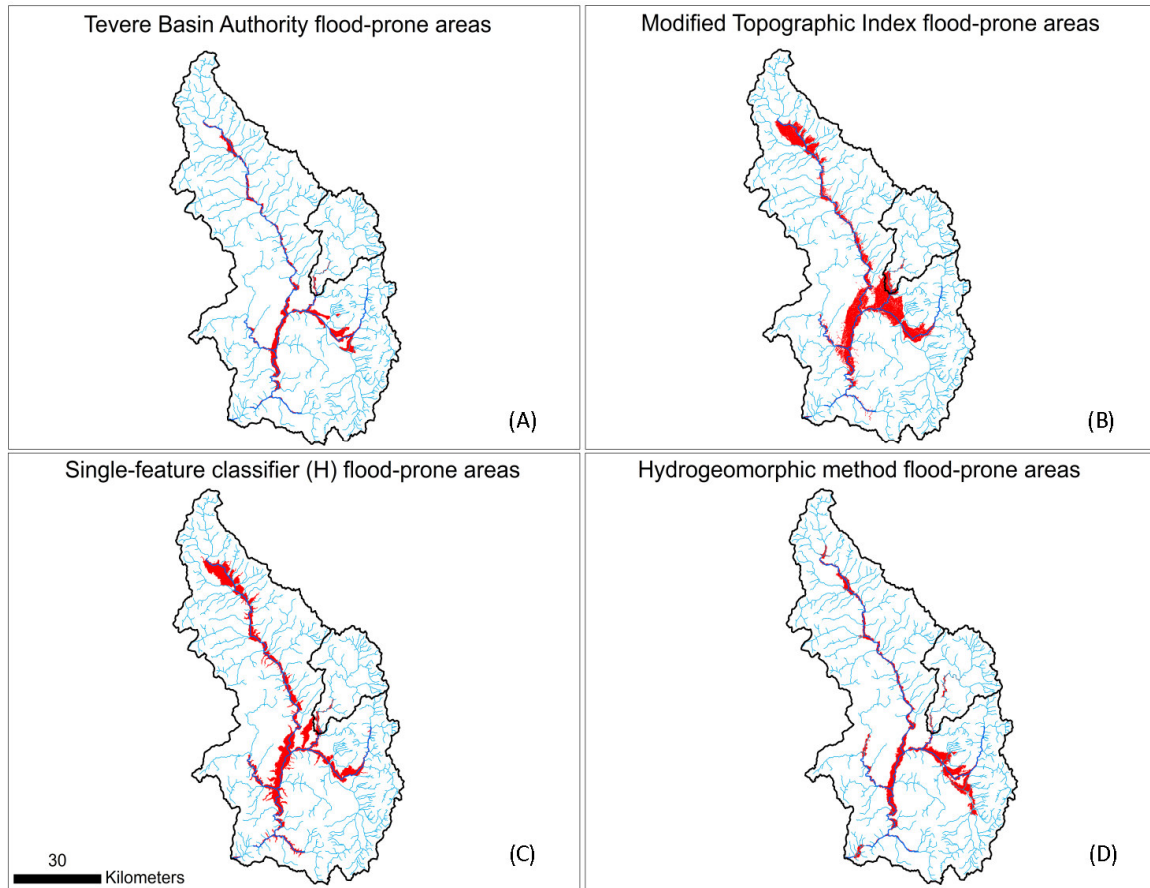 Tevere Basin Authority flood-prone areas
Modified Topographic Index flood-prone areas
(A)
(B)
Single-feature classifier (H) flood-prone areas
Hydrogeomorphic method flood-prone areas
30
Kilometers
(C)
(D)